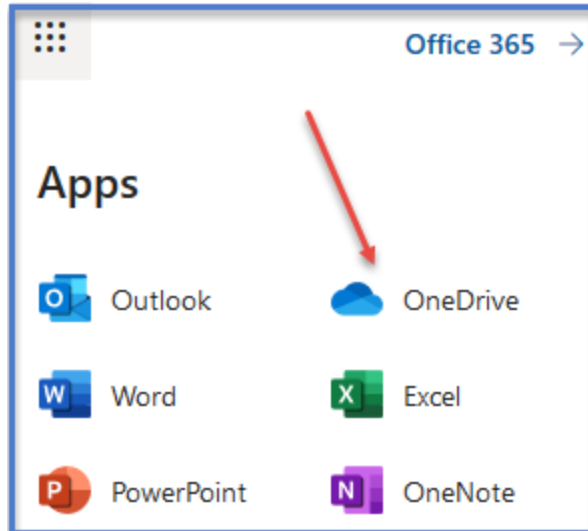 Office 365 →
Apps
Outlook
OneDrive
Word
Excel
PowerPoint
OneNote